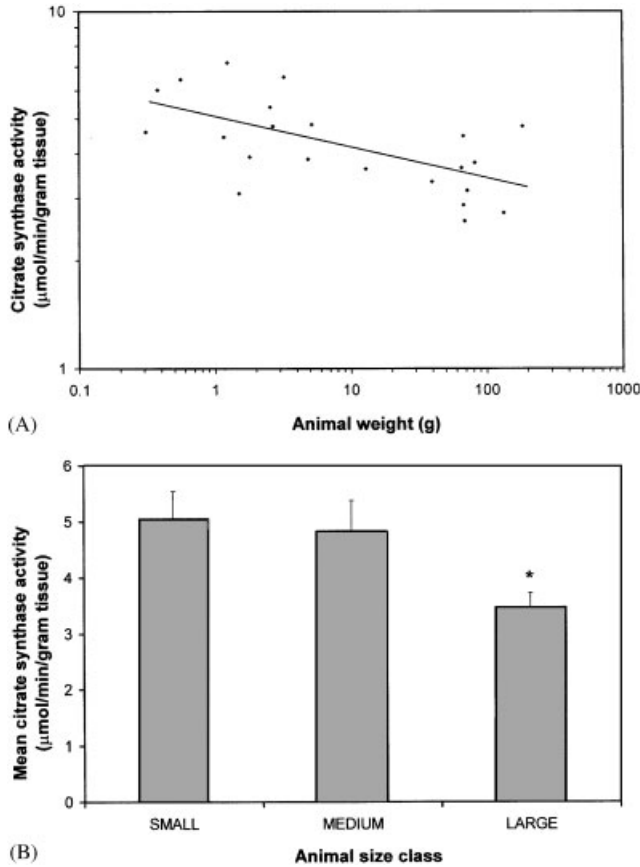 10
1
0.1
1
10
100
1000
Citrate synthase activity
(μmol/min/gram tissue)
Animal weight (g)
(A)
6
5
4
3
2
1
0
Mean citrate synthase activity
(μmol/min/gram tissue)
*
SMALL
MEDIUM
LARGE
Animal size class
(B)